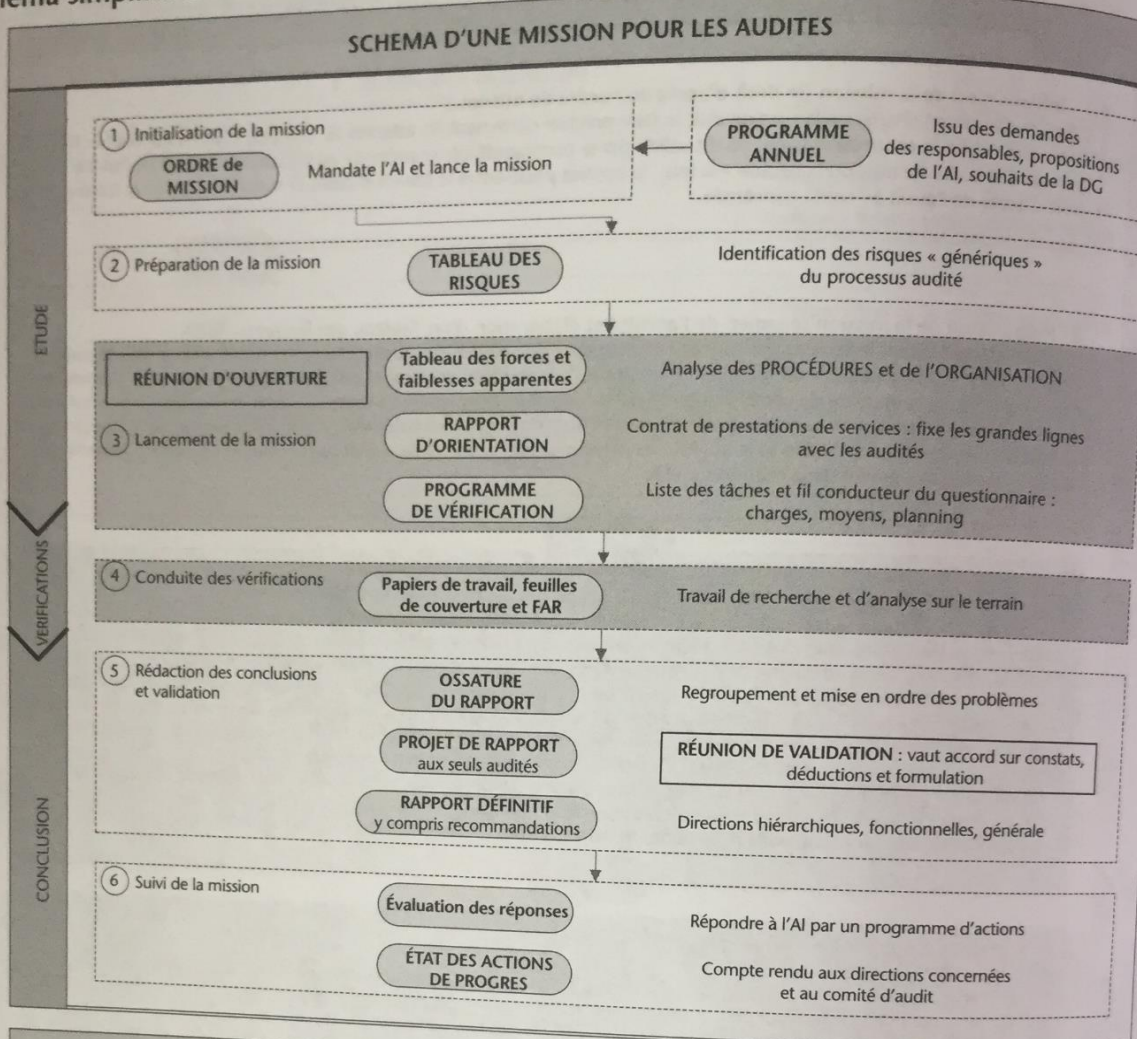 SCHEMA D'UNE MISSION POUR LES AUDITES
ETUDE
1 Initialisation de la mission
ORDRE de
MISSION
Mandate l'AI et lance la mission
PROGRAMME
ANNUEL
Issu des demandes
des responsables, propositions
de l'AI, souhaits de la DG
2 Préparation de la mission
TABLEAU DES
RISQUES
Identification des risques « génériques »
du processus audité
RÉUNION D'OUVERTURE
Tableau des forces et
faiblesses apparentes
Analyse des PROCÉDURES et de l'ORGANISATION
3 Lancement de la mission
RAPPORT
D'ORIENTATION
Contrat de prestations de services : fixe les grandes lignes
avec les audités
PROGRAMME
DE VÉRIFICATION
Liste des tâches et fil conducteur du questionnaire :
charges, moyens, planning
VERIFICATIONS
4 Conduite des vérifications
Papiers de travail, feuilles
de couverture et FAR
Travail de recherche et d'analyse sur le terrain
CONCLUSION
5 Rédaction des conclusions
et validation
OSSATURE
DU RAPPORT
Regroupement et mise en ordre des problèmes
PROJET DE RAPPORT
aux seuls audités
RÉUNION DE VALIDATION : vaut accord sur constats,
déductions et formulation
RAPPORT DÉFINITIF
y compris recommandations
Directions hiérarchiques, fonctionnelles, générale
6 Suivi de la mission
Évaluation des réponses
Répondre à l'AI par un programme d'actions
ÉTAT DES ACTIONS
DE PROGRES
Compte rendu aux directions concernées
et au comité d'audit